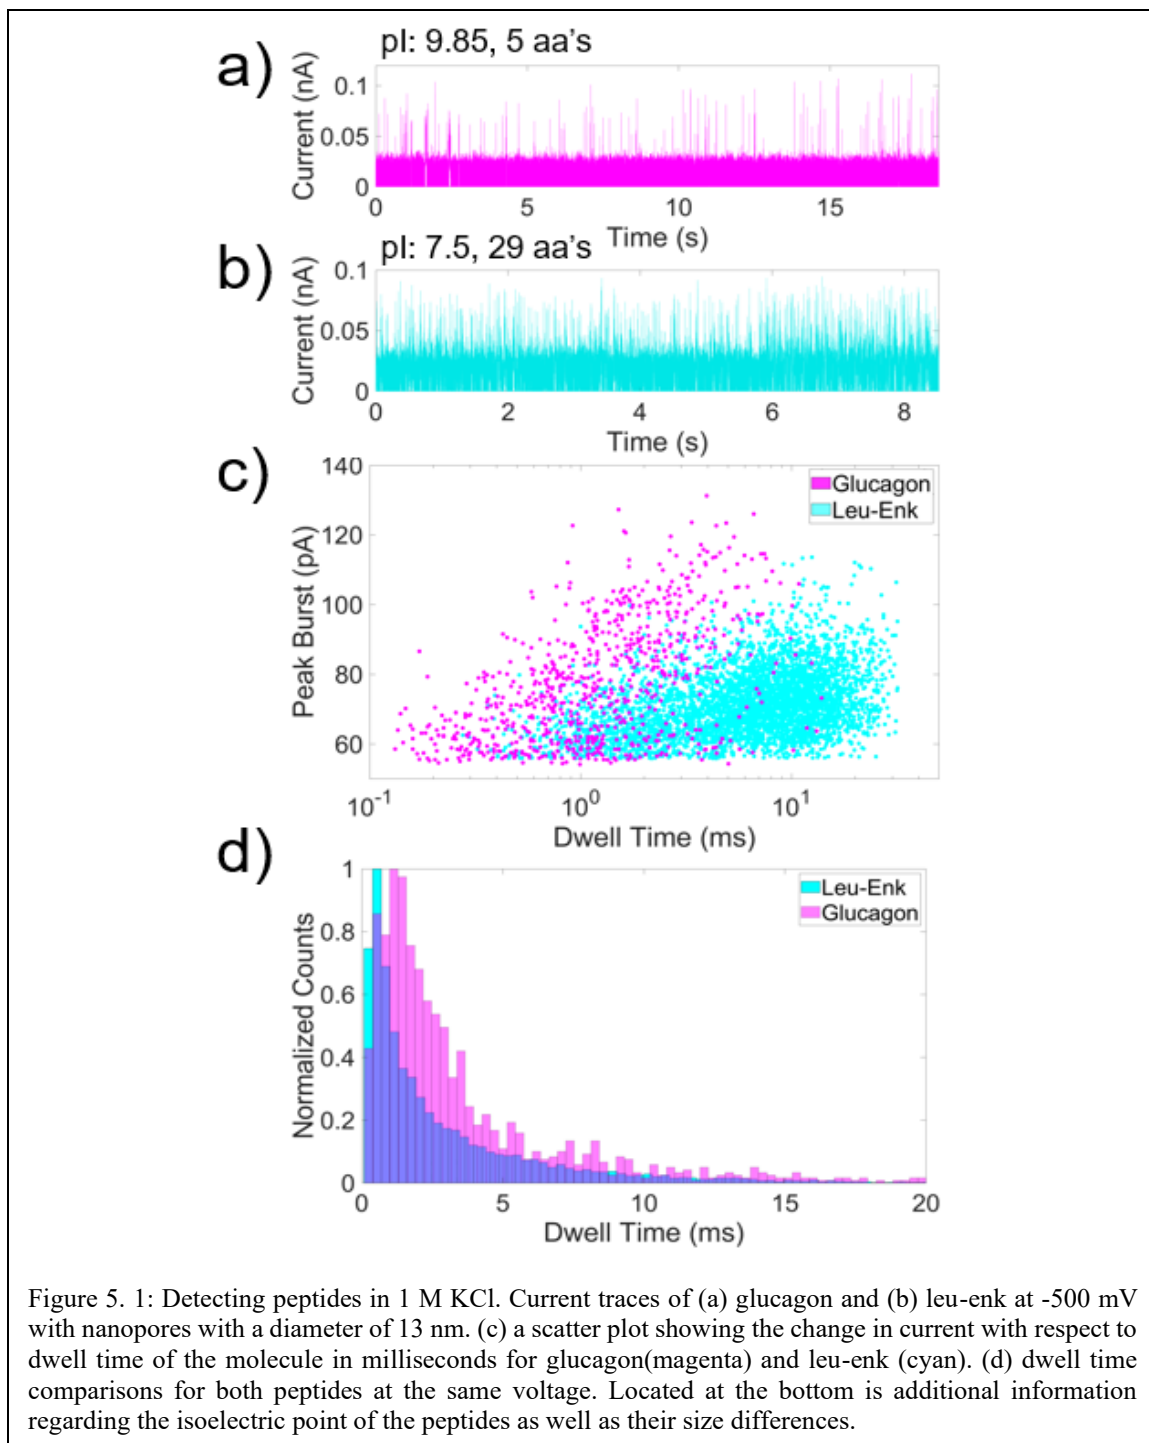 a)
pI: 9.85, 5 aa's
Current (nA)
0.1
0.05
0
0 5 10 15
Time (s)
b)
pI: 7.5, 29 aa's
Current (nA)
0.1
0.05
0
0 2 4 6 8
Time (s)
c)
Peak Burst (pA)
140
120
100
80
60
Glucagon
Leu-Enk
10-1 100 101
Dwell Time (ms)
d)
Normalized Counts
1
0.8
0.6
0.4
0.2
0
Leu-Enk
Glucagon
0 5 10 15 20
Dwell Time (ms)
Figure 5. 1: Detecting peptides in 1 M KCl. Current traces of (a) glucagon and (b) leu-enk at -500 mV
with nanopores with a diameter of 13 nm. (c) a scatter plot showing the change in current with respect to
dwell time of the molecule in milliseconds for glucagon(magenta) and leu-enk (cyan). (d) dwell time
comparisons for both peptides at the same voltage. Located at the bottom is additional information
regarding the isoelectric point of the peptides as well as their size differences.